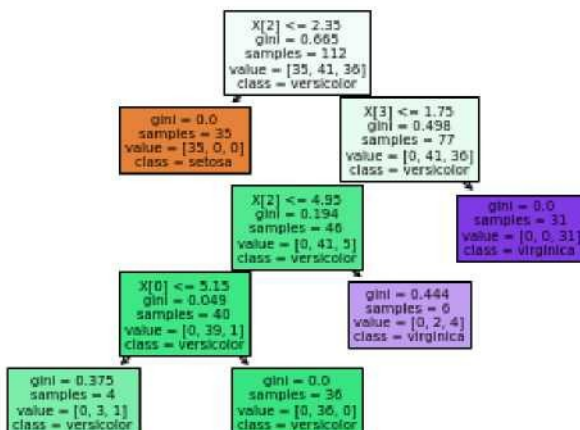 X[2] <= 2.35
gini = 0.665
samples = 112
value = [35, 41, 36]
class = versicolor
gini = 0.0
samples = 35
value = [35, 0, 0]
class = setosa
X[3] <= 1.75
gini = 0.498
samples = 77
value = [0, 41, 36]
class = versicolor
X[2] <= 4.95
gini = 0.194
samples = 46
value = [0, 41, 5]
class = versicolor
gini = 0.0
samples = 31
value = [0, 0, 31]
class = virginica
X[0] <= 5.15
gini = 0.049
samples = 40
value = [0, 39, 1]
class = versicolor
gini = 0.444
samples = 6
value = [0, 2, 4]
class = virginica
gini = 0.375
samples = 4
value = [0, 3, 1]
class = versicolor
gini = 0.0
samples = 36
value = [0, 36, 0]
class = versicolor